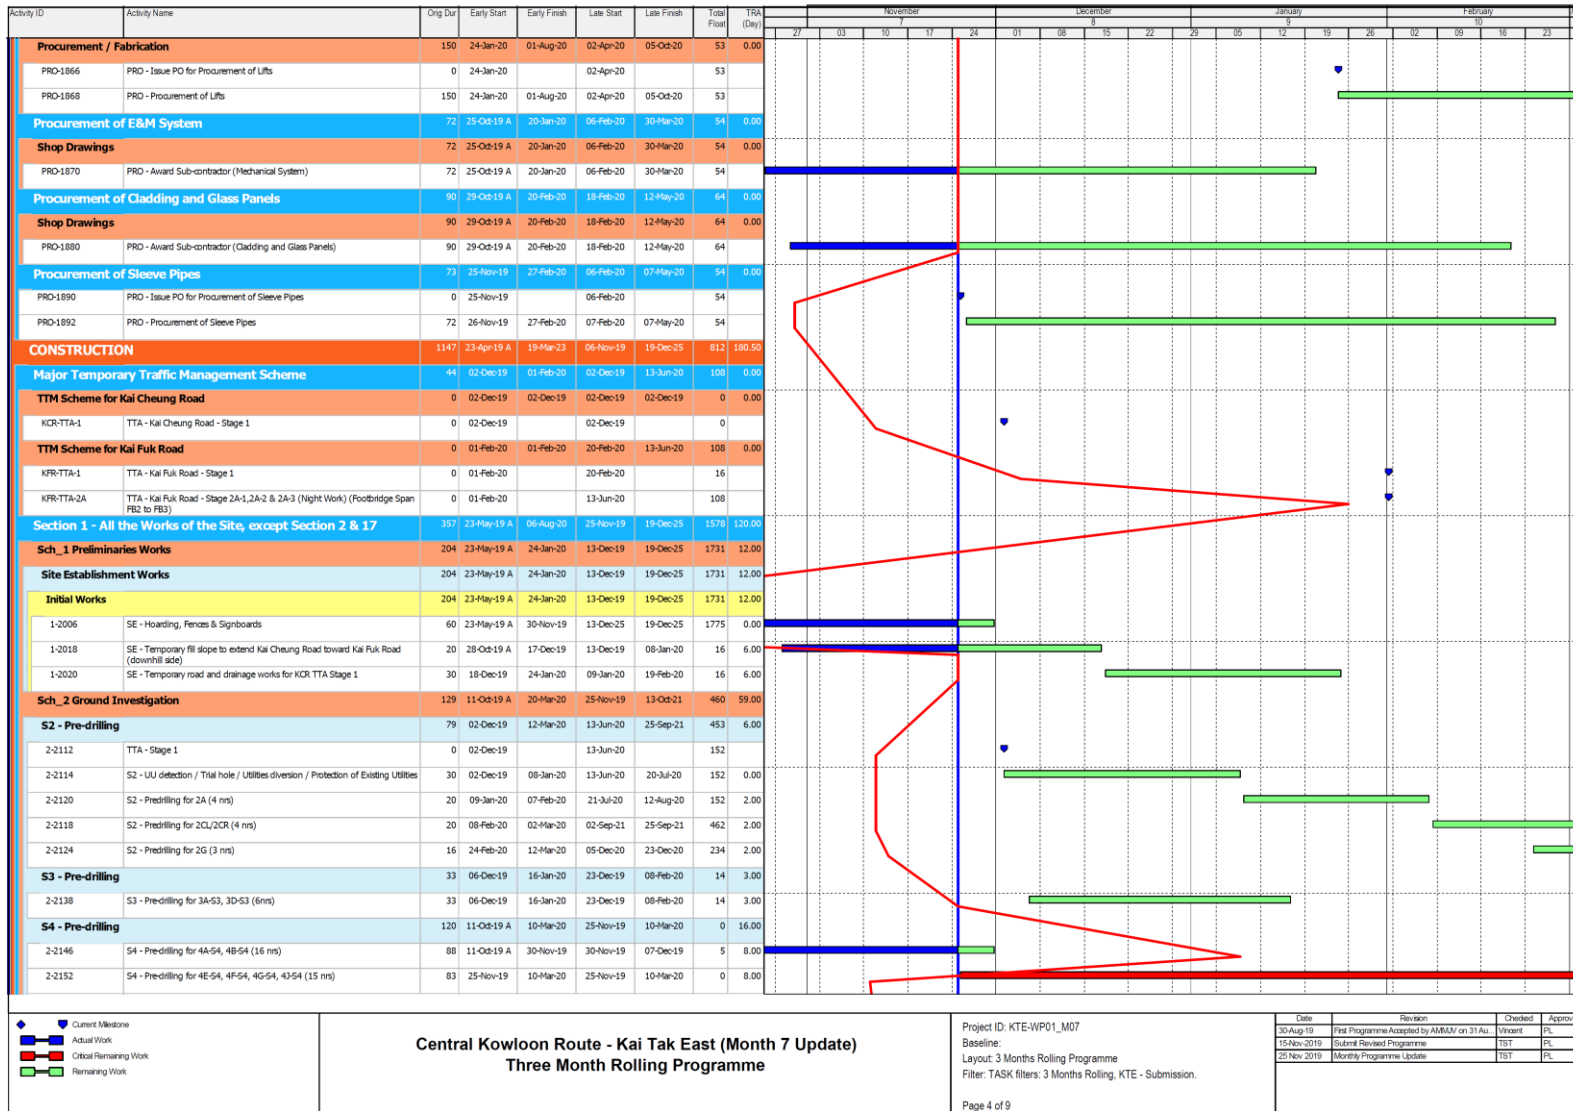 Activity ID Activity Name Orig Dur Early Start Early Finish Late Start Late Finish Total Float TRA (Day) November December January February
7 8 9 10
27 03 10 17 24 01 08 15 22 29 05 12 19 26 02 09 16 23
Procurement / Fabrication 150 24-Jan-20 01-Aug-20 02-Apr-20 05-Oct-20 53 0.00
PRO-1866 PRO - Issue PO for Procurement of Lifts 0 24-Jan-20 02-Apr-20 53
PRO-1868 PRO - Procurement of Lifts 150 24-Jan-20 01-Aug-20 02-Apr-20 05-Oct-20 53
Procurement of E&M System 72 25-Oct-19 A 20-Jan-20 06-Feb-20 30-Mar-20 54 0.00
Shop Drawings 72 25-Oct-19 A 20-Jan-20 06-Feb-20 30-Mar-20 54 0.00
PRO-1870 PRO - Award Sub-contractor (Mechanical System) 72 25-Oct-19 A 20-Jan-20 06-Feb-20 30-Mar-20 54
Procurement of Cladding and Glass Panels 90 29-Oct-19 A 20-Feb-20 18-Feb-20 12-May-20 64 0.00
Shop Drawings 90 29-Oct-19 A 20-Feb-20 18-Feb-20 12-May-20 64 0.00
PRO-1880 PRO - Award Sub-contractor (Cladding and Glass Panels) 90 29-Oct-19 A 20-Feb-20 18-Feb-20 12-May-20 64
Procurement of Sleeve Pipes 73 25-Nov-19 27-Feb-20 06-Feb-20 07-May-20 54 0.00
PRO-1890 PRO - Issue PO for Procurement of Sleeve Pipes 0 25-Nov-19 06-Feb-20 54
PRO-1892 PRO - Procurement of Sleeve Pipes 72 26-Nov-19 27-Feb-20 07-Feb-20 07-May-20 54
CONSTRUCTION 1147 23-Apr-19 A 19-Mar-23 06-Nov-19 19-Dec-25 812 180.50
Major Temporary Traffic Management Scheme 44 02-Dec-19 01-Feb-20 02-Dec-19 13-Jun-20 108 0.00
TTM Scheme for Kai Cheung Road 0 02-Dec-19 02-Dec-19 02-Dec-19 02-Dec-19 0 0.00
KCR-TTA-1 TTA - Kai Cheung Road - Stage 1 0 02-Dec-19 02-Dec-19 0
TTM Scheme for Kai Fuk Road 0 01-Feb-20 01-Feb-20 20-Feb-20 13-Jun-20 108 0.00
KFR-TTA-1 TTA - Kai Fuk Road - Stage 1 0 01-Feb-20 20-Feb-20 16
KFR-TTA-2A TTA - Kai Fuk Road - Stage 2A-1,2A-2 & 2A-3 (Night Work) (Footbridge Span FB2 to FB3) 0 01-Feb-20 13-Jun-20 108
Section 1 - All the Works of the Site, except Section 2 & 17 357 23-May-19 A 06-Aug-20 25-Nov-19 19-Dec-25 1578 120.00
Sch_1 Preliminaries Works 204 23-May-19 A 24-Jan-20 13-Dec-19 19-Dec-25 1731 12.00
Site Establishment Works 204 23-May-19 A 24-Jan-20 13-Dec-19 19-Dec-25 1731 12.00
Initial Works 204 23-May-19 A 24-Jan-20 13-Dec-19 19-Dec-25 1731 12.00
1-2006 SE - Hoarding, Fences & Signboards 60 23-May-19 A 30-Nov-19 13-Dec-25 19-Dec-25 1775 0.00
1-2018 SE - Temporary fill slope to extend Kai Cheung Road toward Kai Fuk Road (downhill side) 20 28-Oct-19 A 17-Dec-19 13-Dec-19 08-Jan-20 16 6.00
1-2020 SE - Temporary road and drainage works for KCR TTA Stage 1 30 18-Dec-19 24-Jan-20 09-Jan-20 19-Feb-20 16 6.00
Sch_2 Ground Investigation 129 11-Oct-19 A 20-Mar-20 25-Nov-19 13-Oct-21 460 59.00
S2 - Pre-drilling 79 02-Dec-19 12-Mar-20 13-Jun-20 25-Sep-21 453 6.00
2-2112 TTA - Stage 1 0 02-Dec-19 13-Jun-20 152
2-2114 S2 - UU detection / Trial hole / Utilities diversion / Protection of Existing Utilities 30 02-Dec-19 08-Jan-20 13-Jun-20 20-Jul-20 152 0.00
2-2120 S2 - Predrilling for 2A (4 nrs) 20 09-Jan-20 07-Feb-20 21-Jul-20 12-Aug-20 152 2.00
2-2118 S2 - Predrilling for 2CL/2CR (4 nrs) 20 08-Feb-20 02-Mar-20 02-Sep-21 25-Sep-21 462 2.00
2-2124 S2 - Predrilling for 2G (3 nrs) 16 24-Feb-20 12-Mar-20 05-Dec-20 23-Dec-20 234 2.00
S3 - Pre-drilling 33 06-Dec-19 16-Jan-20 23-Dec-19 08-Feb-20 14 3.00
2-2138 S3 - Pre-drilling for 3A-S3, 3D-S3 (6nrs) 33 06-Dec-19 16-Jan-20 23-Dec-19 08-Feb-20 14 3.00
S4 - Pre-drilling 120 11-Oct-19 A 10-Mar-20 25-Nov-19 10-Mar-20 0 16.00
2-2146 S4 - Pre-drilling for 4A-S4, 4B-S4 (16 nrs) 88 11-Oct-19 A 30-Nov-19 30-Nov-19 07-Dec-19 5 8.00
2-2152 S4 - Pre-drilling for 4E-S4, 4F-S4, 4G-S4, 4J-S4 (15 nrs) 83 25-Nov-19 10-Mar-20 25-Nov-19 10-Mar-20 0 8.00
Current Milestone
Actual Work
Critical Remaining Work
Remaining Work
Central Kowloon Route - Kai Tak East (Month 7 Update)
Three Month Rolling Programme
Project ID: KTE-WP01_M07
Baseline:
Layout: 3 Months Rolling Programme
Filter: TASK filters: 3 Months Rolling, KTE - Submission.
Page 4 of 9
Date Revision Checked Approv
30-Aug-19 First Programme Accepted by AMMJV on 31 Au... Vincent PL
15-Nov-2019 Submit Revised Programme TST PL
25 Nov 2019 Monthly Programme Update TST PL